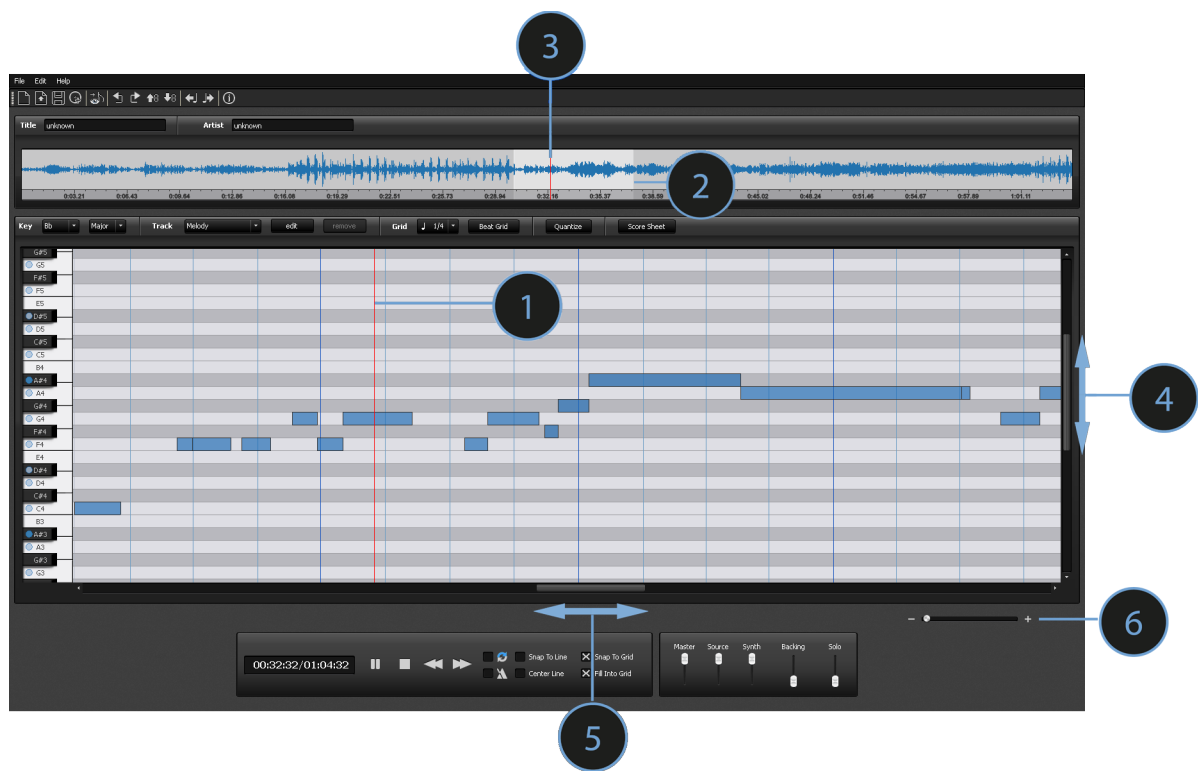 3
File Edit Help
Title unknown Artist unknown
2
0:03.21 0:06.43 0:09.64 0:12.86 0:16.08 0:19.29 0:22.51 0:25.73 0:28.94 0:32.16 0:35.37 0:38.59 0:45.02 0:48.24 0:51.46 0:54.67 0:57.89 1:01.11
Key Bb Major Track Melody edit remove Grid 1/4 Beat Grid Quantize Score Sheet
G#5
G5
F#5
F5
E5
1
D#5
D5
C#5
C5
B4
A#4
A4
4
G#4
G4
F#4
F4
E4
D#4
D4
C#4
C4
B3
A#3
A3
G#3
G3
6
Master Source Synth Backing Solo
00:32:32/01:04:32 Snap To Line Snap To Grid
Center Line Fill Into Grid
5